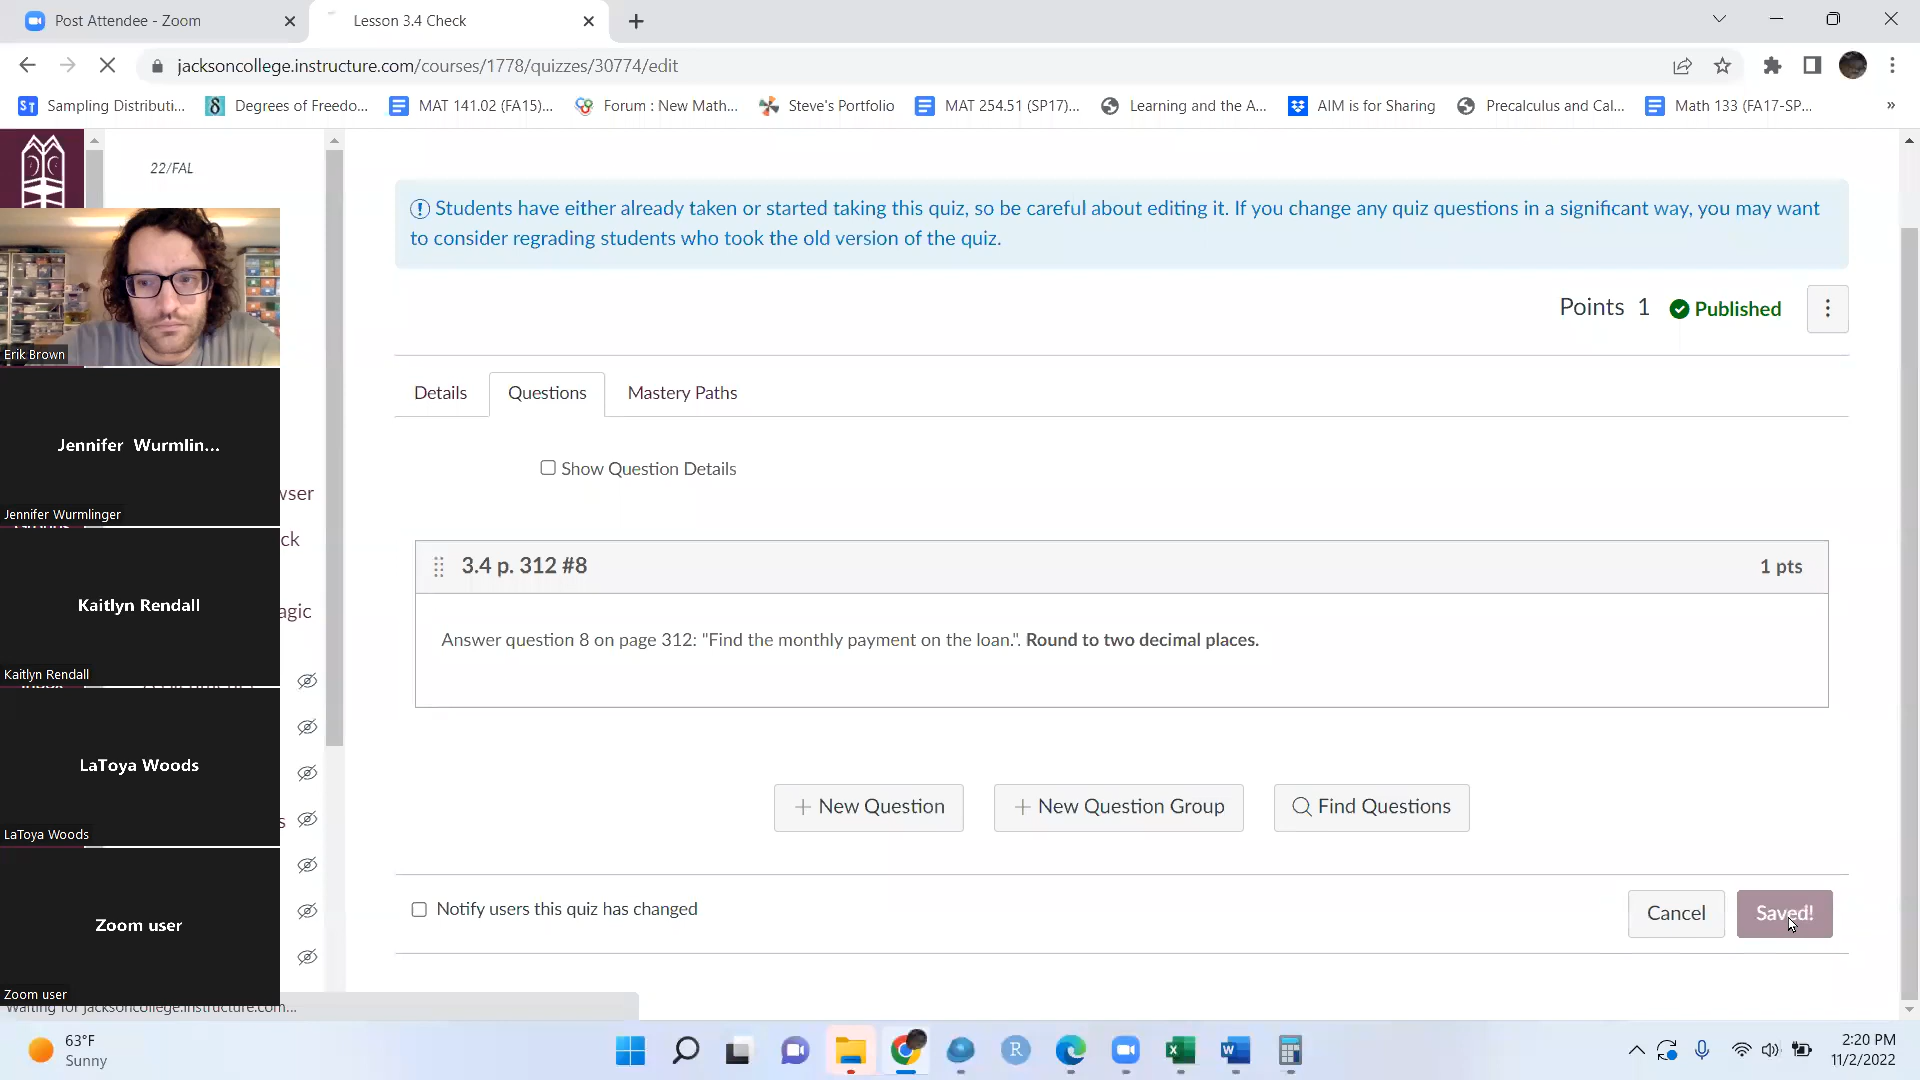 Post Attendee - Zoom
Lesson 3.4 Check
jacksoncollege.instructure.com/courses/1778/quizzes/30774/edit
Sampling Distributi...
Degrees of Freedo...
MAT 141.02 (FA15)...
Forum : New Math...
Steve's Portfolio
MAT 254.51 (SP17)...
Learning and the A...
AIM is for Sharing
Precalculus and Cal...
Math 133 (FA17-SP...
»
22/FAL
Students have either already taken or started taking this quiz, so be careful about editing it. If you change any quiz questions in a significant way, you may want
to consider regrading students who took the old version of the quiz.
Points 1 Published
Details
Questions
Mastery Paths
Show Question Details
3.4 p. 312 #8
1 pts
Answer question 8 on page 312: "Find the monthly payment on the loan.". Round to two decimal places.
+ New Question
+ New Question Group
Find Questions
Notify users this quiz has changed
Cancel
Saved!
Erik Brown
Jennifer Wurmlin...
Jennifer Wurmlinger
wser
ck
Kaitlyn Rendall
agic
Kaitlyn Rendall
LaToya Woods
s
LaToya Woods
Zoom user
Zoom user
Waiting for jacksoncollege.instructure.com...
63°F
Sunny
2:20 PM
11/2/2022